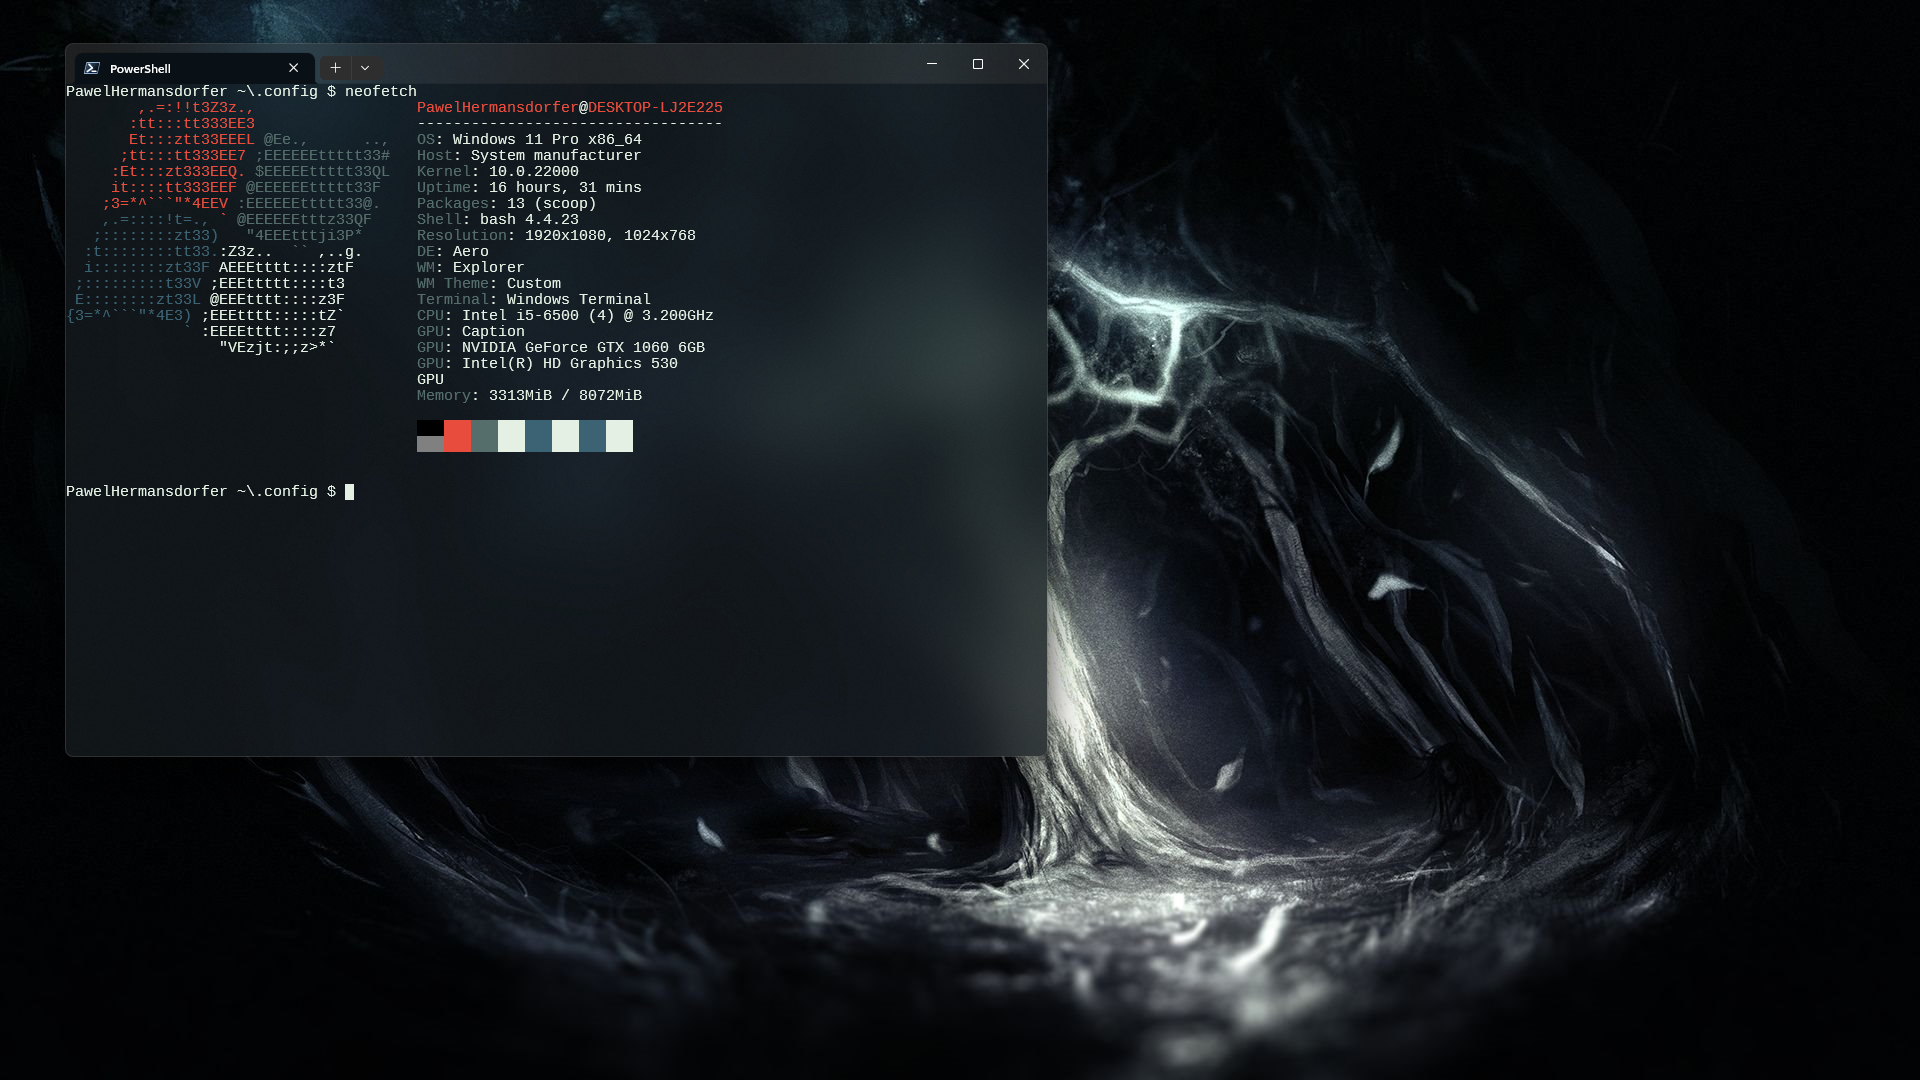 PowerShell
PawelHermansdorfer ~\.config $ neofetch
        ,.=:!!t3Z3z.,                  PawelHermansdorfer@DESKTOP-LJ2E225
       :tt:::tt333EE3                  ----------------------------------
       Et:::ztt33EEEL @Ee.,      ..,   OS: Windows 11 Pro x86_64
      ;tt:::tt333EE7 ;EEEEEEttttt33#   Host: System manufacturer
     :Et:::zt333EEQ. $EEEEEttttt33QL   Kernel: 10.0.22000
     it::::tt333EEF @EEEEEEttttt33F    Uptime: 16 hours, 31 mins
    ;3=*^```"*4EEV :EEEEEEttttt33@.    Packages: 13 (scoop)
    ,.=::::!t=., ` @EEEEEEtttz33QF     Shell: bash 4.4.23
   ;::::::::zt33)   "4EEEtttji3P*      Resolution: 1920x1080, 1024x768
  :t::::::::tt33.:Z3z..  `` ,..g.      DE: Aero
  i::::::::zt33F AEEEtttt::::ztF       WM: Explorer
 ;:::::::::t33V ;EEEttttt::::t3        WM Theme: Custom
 E::::::::zt33L @EEEtttt::::z3F        Terminal: Windows Terminal
{3=*^```"*4E3) ;EEEtttt:::::tZ`        CPU: Intel i5-6500 (4) @ 3.200GHz
             ` :EEEEtttt::::z7         GPU: Caption
                 "VEzjt:;;z>*`         GPU: NVIDIA GeForce GTX 1060 6GB
                                       GPU: Intel(R) HD Graphics 530
                                       GPU
                                       Memory: 3313MiB / 8072MiB
PawelHermansdorfer ~\.config $